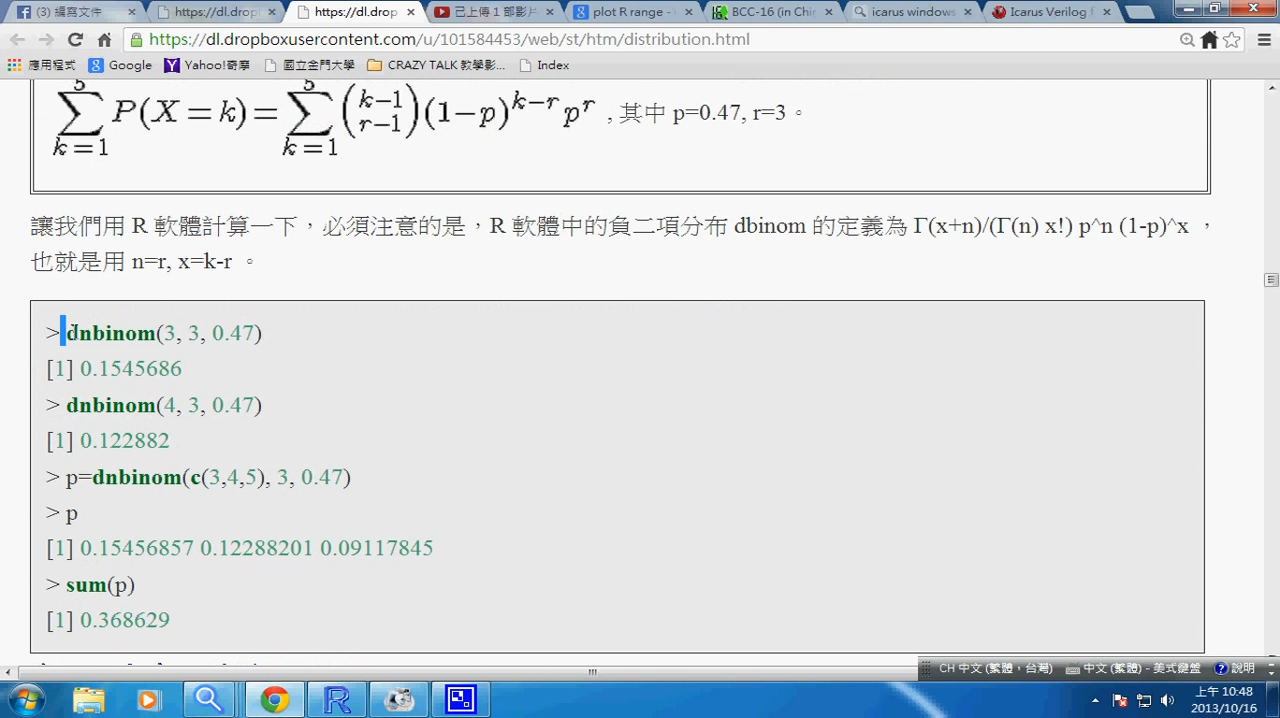 編寫文件
https://dl.dropl
https://dl.drop
已上傳 1 部影片
plot R range -
BCC-16 (in Chi
icarus windows
Icarus Verilog f
https://dl.dropboxusercontent.com/u/101584453/web/st/htm/distribution.html
應用程式 Google Yahoo!奇摩 國立金門大學 CRAZY TALK 教學影... Index
5 5
∑ P(X=k)=∑ (k−1 r−1)(1−p)^k−r p^r , 其中 p=0.47, r=3。
k=1 k=1
讓我們用 R 軟體計算一下,必須注意的是,R 軟體中的負二項分布 dbinom 的定義為 Γ(x+n)/(Γ(n) x!) p^n (1-p)^x ,
也就是用 n=r, x=k-r 。
> dnbinom(3, 3, 0.47)
[1] 0.1545686
> dnbinom(4, 3, 0.47)
[1] 0.122882
> p=dnbinom(c(3,4,5), 3, 0.47)
> p
[1] 0.15456857 0.12288201 0.09117845
> sum(p)
[1] 0.368629
CH 中文 (繁體,台灣) 中文 (繁體) - 美式鍵盤 說明
上午 10:48
2013/10/16